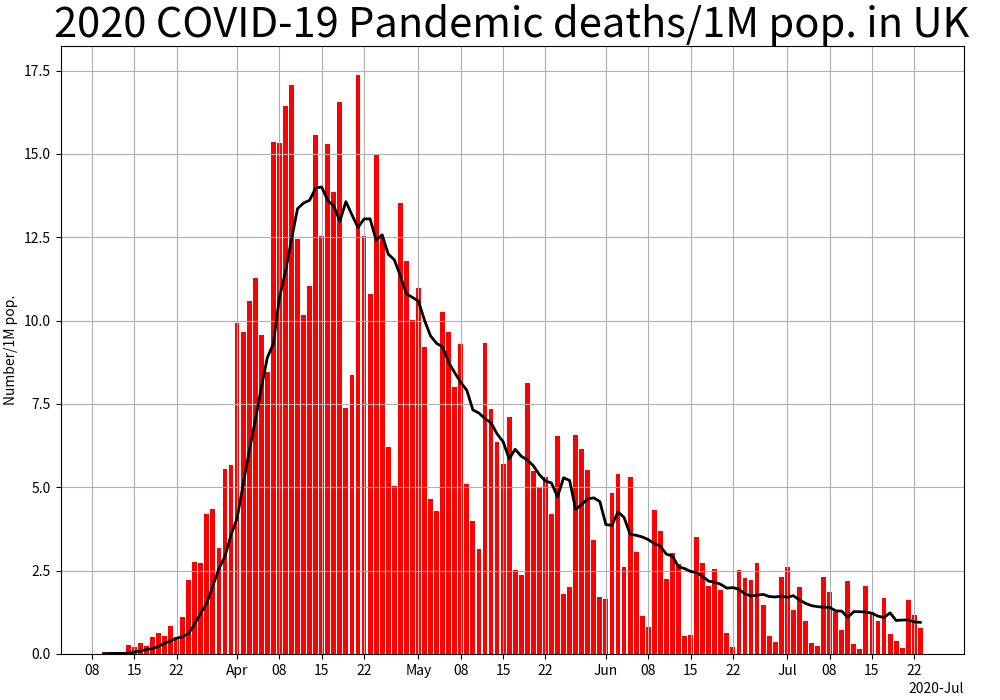 2020 COVID-19 Pandemic deaths/1M pop. in UK
17.5
15.0
12.5
10.0
7.5
5.0
2.5
0.0
Number/1M pop.
08 15 22 Apr 08 15 22 May 08 15 22 Jun 08 15 22 Jul 08 15 22
2020-Jul